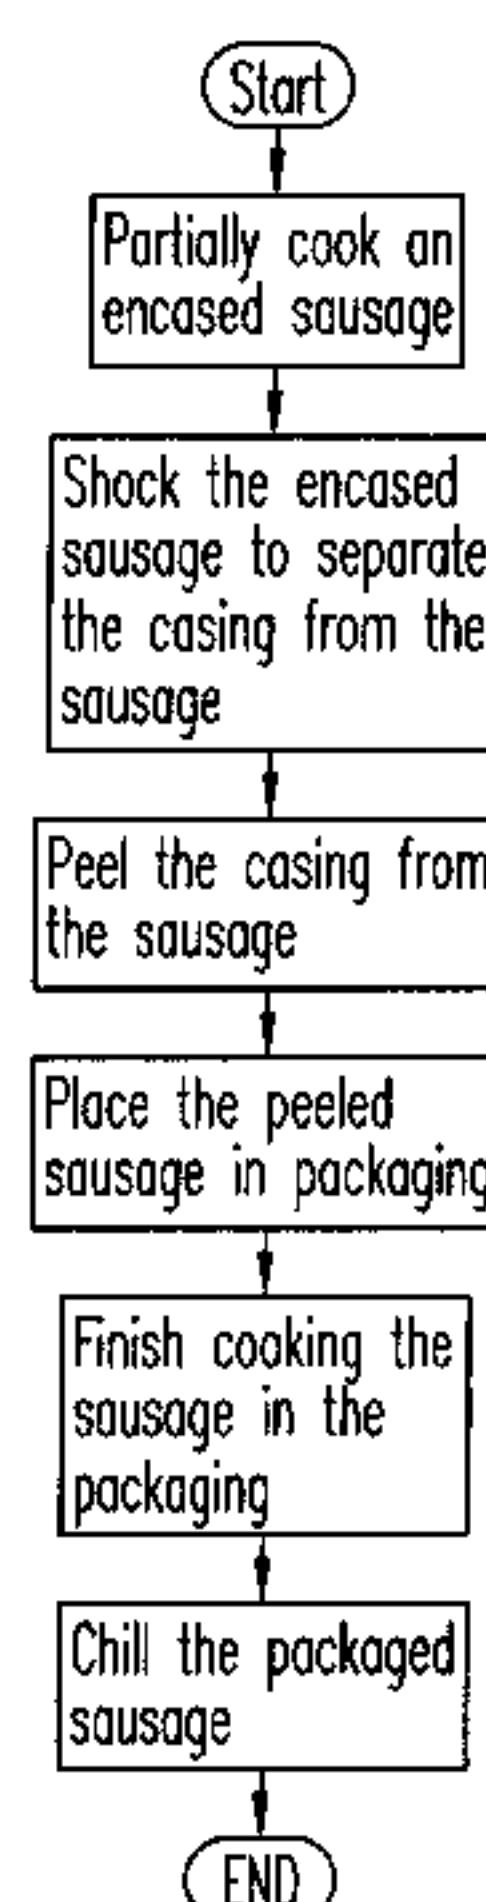 Start
Partially cook an
encased sausage
Shock the encased
sausage to separate
the casing from the
sausage
Peel the casing from
the sausage
Place the peeled
sausage in packaging
Finish cooking the
sausage in the
packaging
Chill the packaged
sausage
END